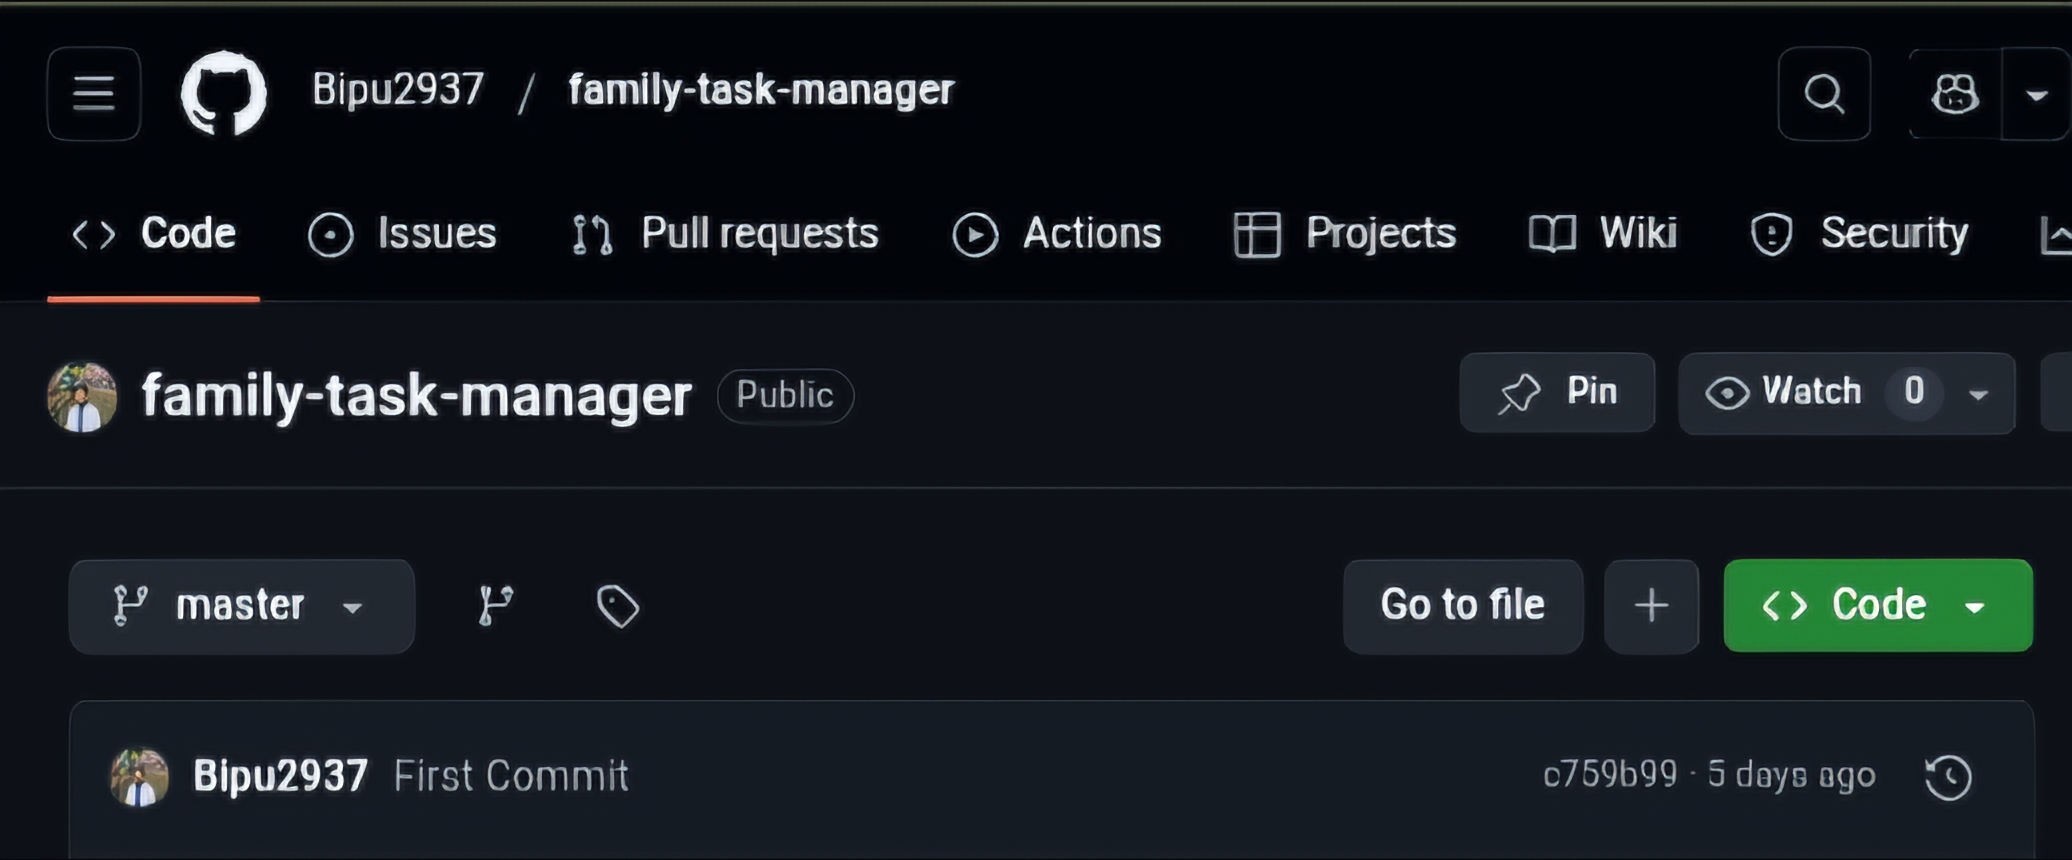 Bipu2937 / family-task-manager
Code Issues Pull requests Actions Projects Wiki Security
family-task-manager Public Pin Watch 0
master Go to file Code
Bipu2937 First Commit c759b99 · 5 days ago